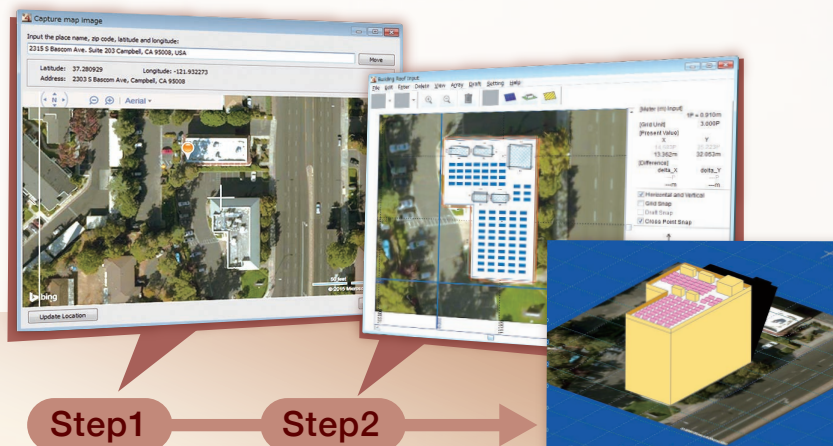 Capture map image
Input the place name, zip code, latitude and longitude:
2315 S Bascom Ave. Suite 203 Campbell, CA 95008, USA
Move
Latitude: 37.280929 Longitude: -121.932273
Address: 2303 S Bascom Ave, Campbell, CA 95008
N
Aerial
bing
Update Location
Building Roof Input
File Edit Enter Delete View Array Draft Setting Help
[Meter (m) Input]
1P = 0.910m
[Grid Unit] 3.000P
[Present Value]
X Y
13.362m 32.053m
[Difference]
delta_X delta_Y
---P ---P
---m ---m
Horizontal and Vertical
Grid Snap
Draft Snap
Cross Point Snap
Step1
Step2